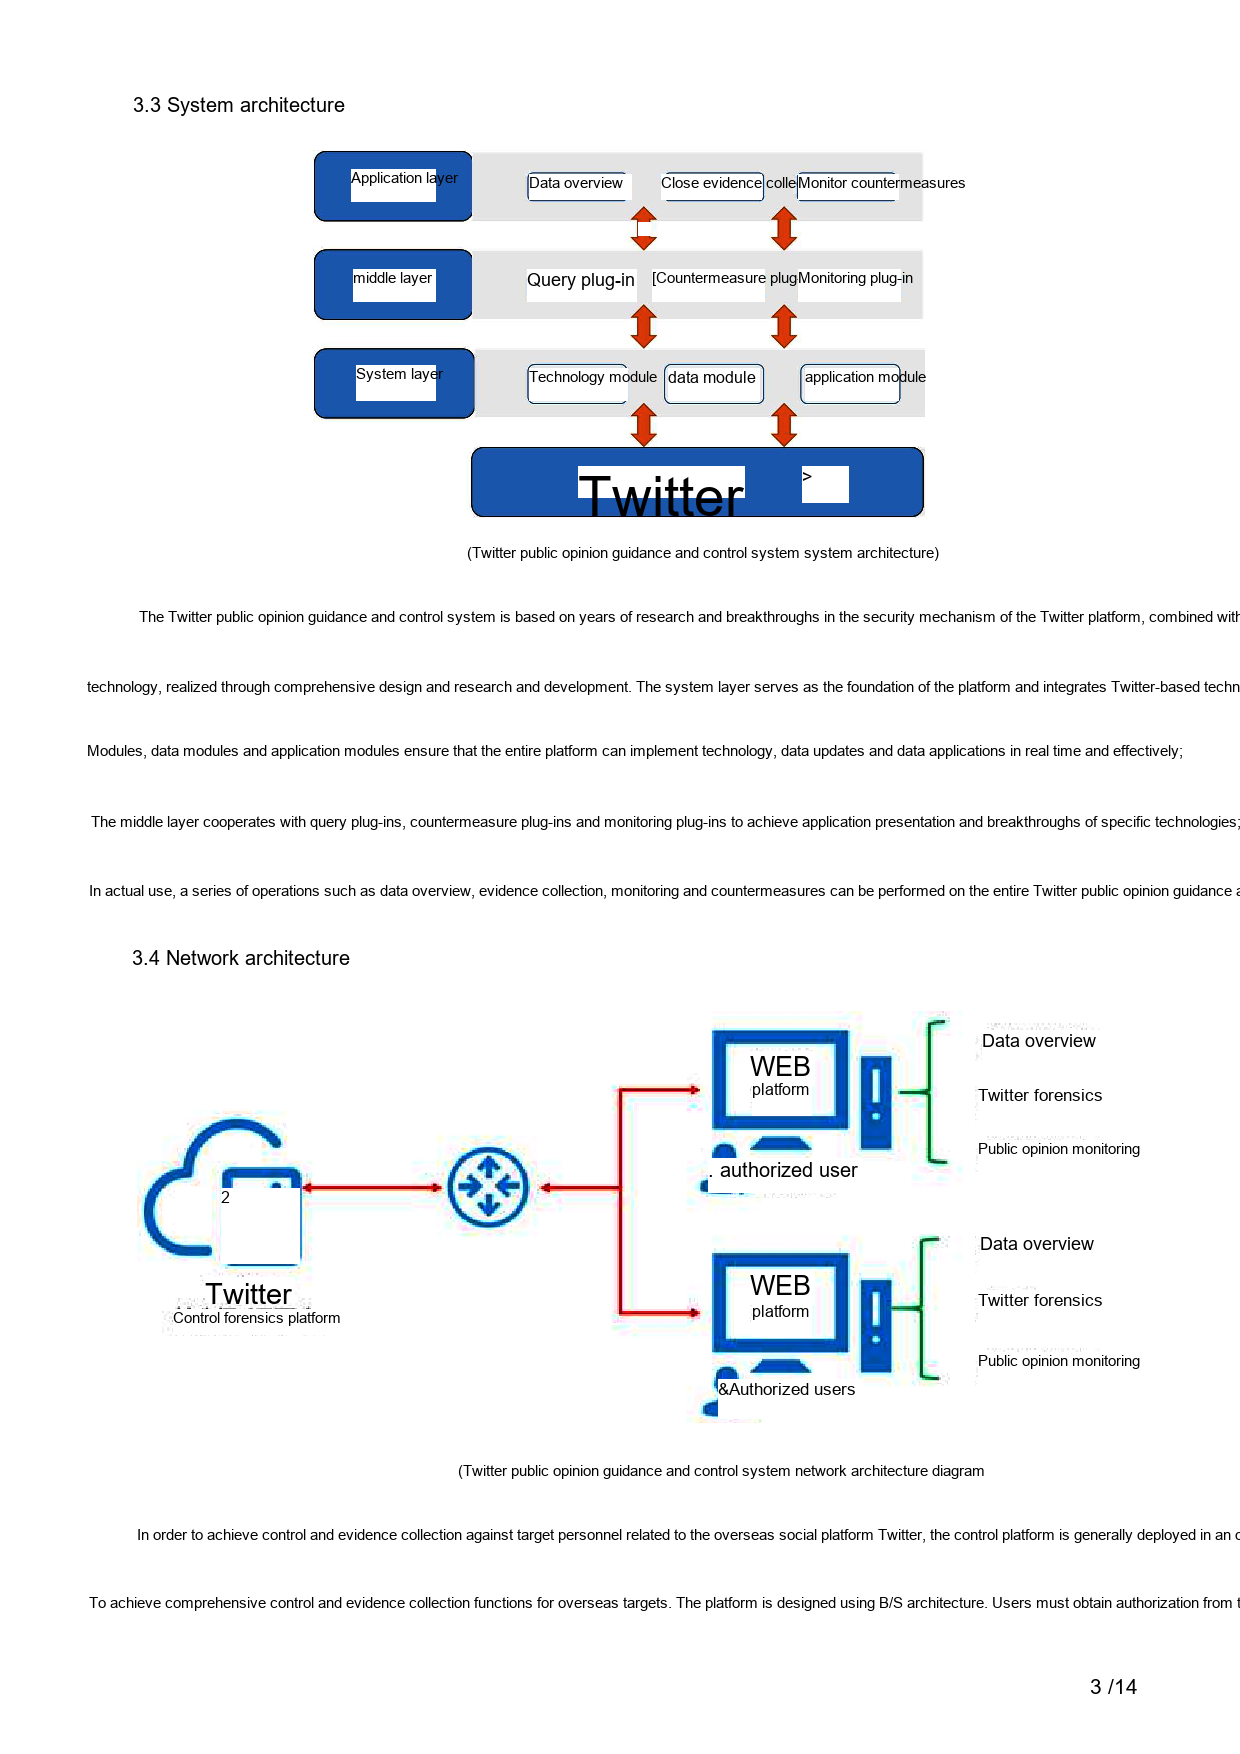 3.3 System architecture
Application layer
Data overview
Close evidence colle
Monitor countermeasures
middle layer
Query plug-in
[Countermeasure plug
Monitoring plug-in
System layer
Technology module
data module
application module
Twitter
>
(Twitter public opinion guidance and control system system architecture)
The Twitter public opinion guidance and control system is based on years of research and breakthroughs in the security mechanism of the Twitter platform, combined with
technology, realized through comprehensive design and research and development. The system layer serves as the foundation of the platform and integrates Twitter-based techn
Modules, data modules and application modules ensure that the entire platform can implement technology, data updates and data applications in real time and effectively;
The middle layer cooperates with query plug-ins, countermeasure plug-ins and monitoring plug-ins to achieve application presentation and breakthroughs of specific technologies;
In actual use, a series of operations such as data overview, evidence collection, monitoring and countermeasures can be performed on the entire Twitter public opinion guidance a
3.4 Network architecture
WEB
platform
. authorized user
Data overview
Twitter forensics
Public opinion monitoring
2
Twitter
Control forensics platform
WEB
platform
&Authorized users
Data overview
Twitter forensics
Public opinion monitoring
(Twitter public opinion guidance and control system network architecture diagram
In order to achieve control and evidence collection against target personnel related to the overseas social platform Twitter, the control platform is generally deployed in an o
To achieve comprehensive control and evidence collection functions for overseas targets. The platform is designed using B/S architecture. Users must obtain authorization from t
3 /14